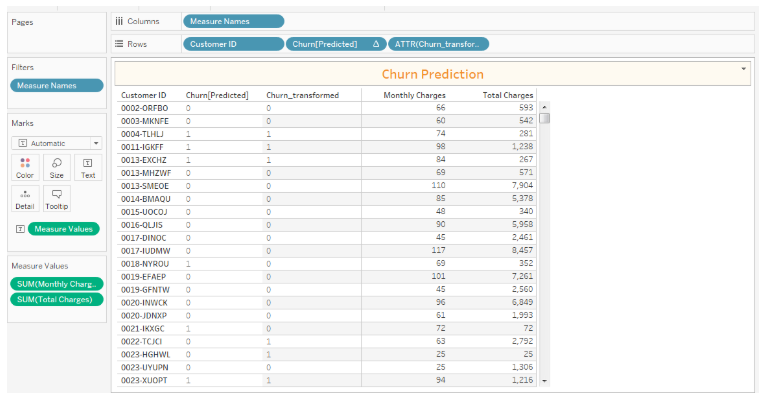 Pages
Columns
Measure Names
Rows
Customer ID
Churn[Predicted]
ATTR(Churn_transfor..
Filters
Measure Names
Marks
Automatic
Color
Size
Text
Detail
Tooltip
Measure Values
Measure Values
SUM(Monthly Charg..
SUM(Total Charges)
Churn Prediction
Customer ID Churn[Predicted] Churn_transformed Monthly Charges Total Charges
0002-ORFBO 0 0 66 593
0003-MKNFE 0 0 60 542
0004-TLHLJ 1 1 74 281
0011-IGKFF 1 1 98 1,238
0013-EXCHZ 1 1 84 267
0013-MHZWF 0 0 69 571
0013-SMEOE 0 0 110 7,904
0014-BMAQU 0 0 85 5,378
0015-UOCOJ 0 0 48 340
0016-QLJIS 0 0 90 5,958
0017-DINOC 0 0 45 2,461
0017-IUDMW 0 0 117 8,457
0018-NYROU 1 0 69 352
0019-EFAEP 0 0 101 7,261
0019-GFNTW 0 0 45 2,560
0020-INWCK 0 0 96 6,849
0020-JDNXP 0 0 61 1,993
0021-IKXGC 1 0 72 72
0022-TCJCI 0 1 63 2,792
0023-HGHWL 0 1 25 25
0023-UYUPN 0 0 25 1,306
0023-XUOPT 1 1 94 1,216